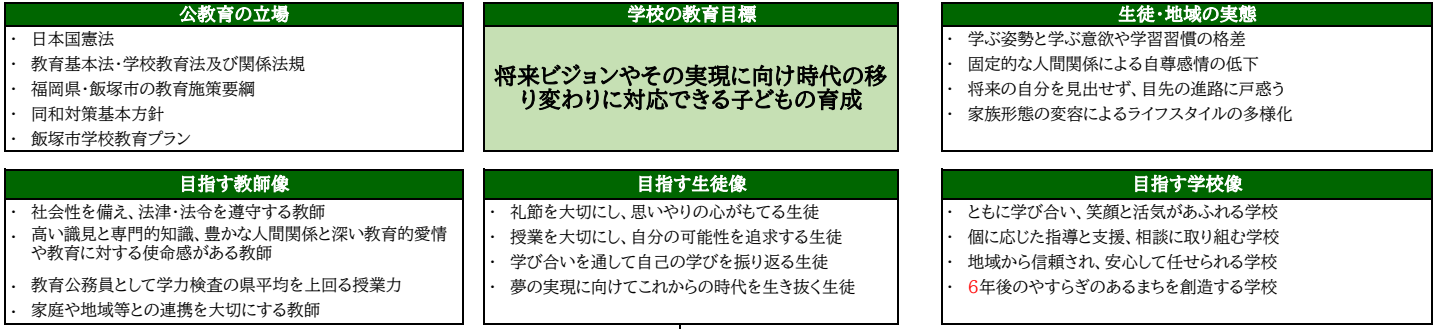 公教育の立場
・ 日本国憲法
・ 教育基本法・学校教育法及び関係法規
・ 福岡県・飯塚市の教育施策要綱
・ 同和対策基本方針
・ 飯塚市学校教育プラン
学校の教育目標
将来ビジョンやその実現に向け時代の移
り変わりに対応できる子どもの育成
生徒・地域の実態
・ 学ぶ姿勢と学ぶ意欲や学習習慣の格差
・ 固定的な人間関係による自尊感情の低下
・ 将来の自分を見出せず、目先の進路に戸惑う
・ 家族形態の変容によるライフスタイルの多様化
目指す教師像
・ 社会性を備え、法律・法令を遵守する教師
・ 高い識見と専門的知識、豊かな人間関係と深い教育的愛情
や教育に対する使命感がある教師
・ 教育公務員として学力検査の県平均を上回る授業力
・ 家庭や地域等との連携を大切にする教師
目指す生徒像
・ 礼節を大切にし、思いやりの心がもてる生徒
・ 授業を大切にし、自分の可能性を追求する生徒
・ 学び合いを通して自己の学びを振り返る生徒
・ 夢の実現に向けてこれからの時代を生き抜く生徒
目指す学校像
・ ともに学び合い、笑顔と活気があふれる学校
・ 個に応じた指導と支援、相談に取り組む学校
・ 地域から信頼され、安心して任せられる学校
・ 6年後のやすらぎのあるまちを創造する学校